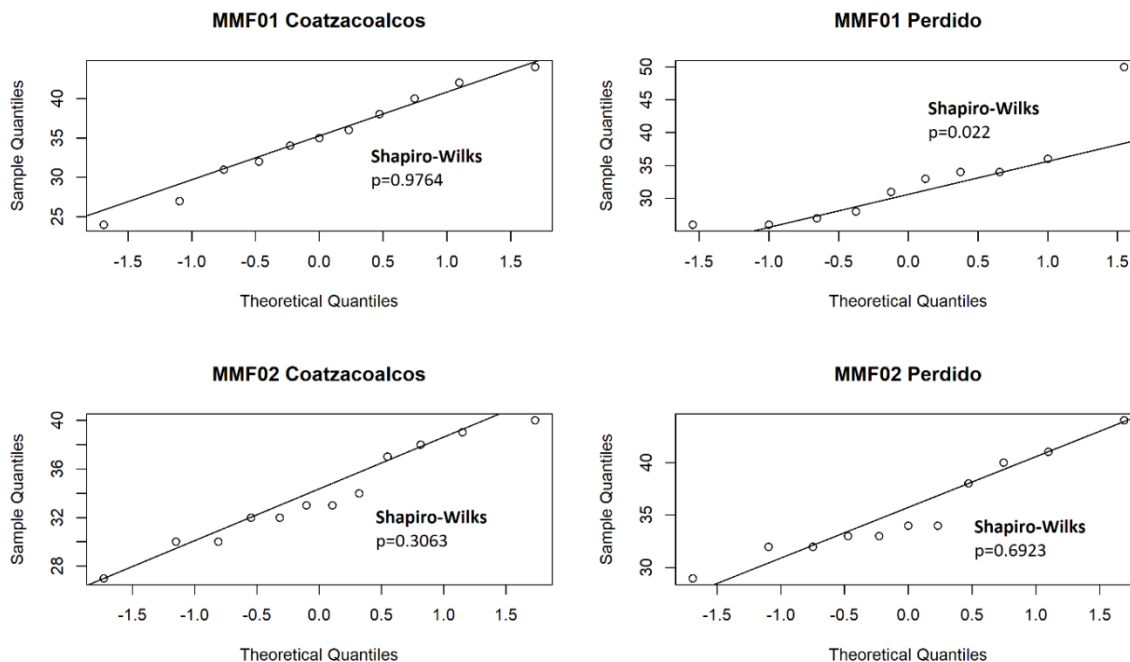 MMF01 Coatzacoalcos
Sample Quantiles
40
35
30
25
Shapiro-Wilks
p=0.9764
-1.5 -1.0 -0.5 0.0 0.5 1.0 1.5
Theoretical Quantiles
MMF01 Perdido
Sample Quantiles
50
45
40
35
30
Shapiro-Wilks
p=0.022
-1.5 -1.0 -0.5 0.0 0.5 1.0 1.5
Theoretical Quantiles
MMF02 Coatzacoalcos
Sample Quantiles
40
36
32
28
Shapiro-Wilks
p=0.3063
-1.5 -1.0 -0.5 0.0 0.5 1.0 1.5
Theoretical Quantiles
MMF02 Perdido
Sample Quantiles
40
35
30
Shapiro-Wilks
p=0.6923
-1.5 -1.0 -0.5 0.0 0.5 1.0 1.5
Theoretical Quantiles